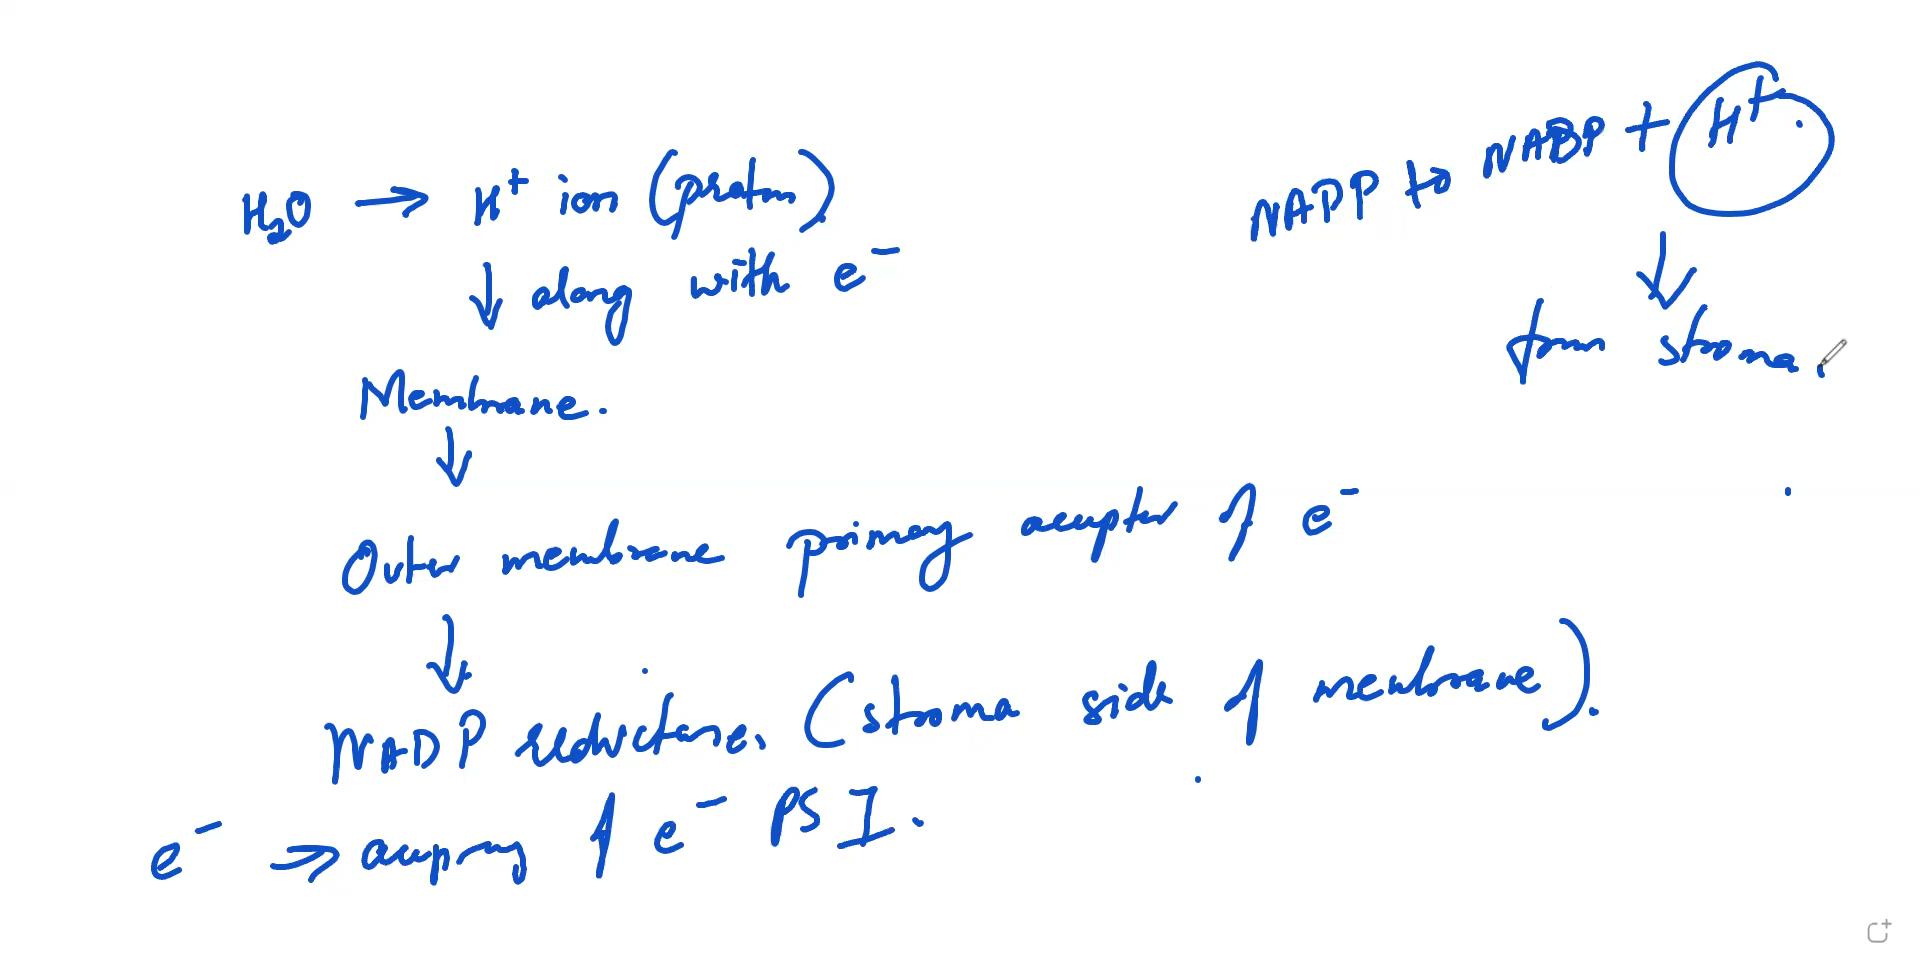 H₂O → H⁺ ion (proton).
↓ along with e⁻
Membrane.
↓
Outer membrane primary acceptor of e⁻
↓
NADP reductase. (stroma side of membrane).
e⁻ → of e⁻ PS I.
NADP to NADP + H⁺.
↓
from stroma.